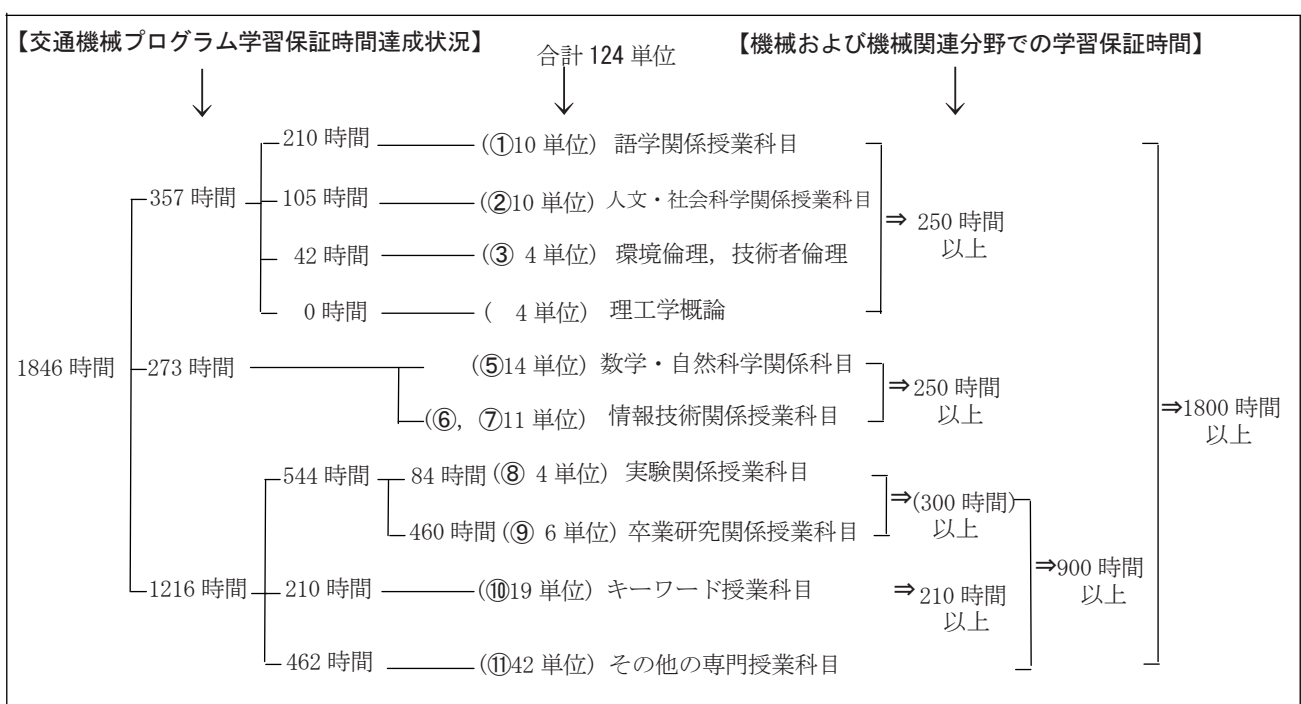 【交通機械プログラム学習保証時間達成状況】
合計 124 単位
【機械および機械関連分野での学習保証時間】
210 時間 (①10 単位) 語学関係授業科目
357 時間 105 時間 (②10 単位) 人文・社会科学関係授業科目
⇒ 250 時間
以上
42 時間 (③ 4 単位) 環境倫理，技術者倫理
0 時間 ( 4 単位) 理工学概論
1846 時間 273 時間 (⑤14 単位) 数学・自然科学関係科目
⇒250 時間
以上
(⑥，⑦11 単位) 情報技術関係授業科目
⇒1800 時間
以上
544 時間 84 時間 (⑧ 4 単位) 実験関係授業科目
⇒(300 時間)
以上
460 時間 (⑨ 6 単位) 卒業研究関係授業科目
⇒900 時間
以上
1216 時間 210 時間 (⑩19 単位) キーワード授業科目
⇒210 時間
以上
462 時間 (⑪42 単位) その他の専門授業科目